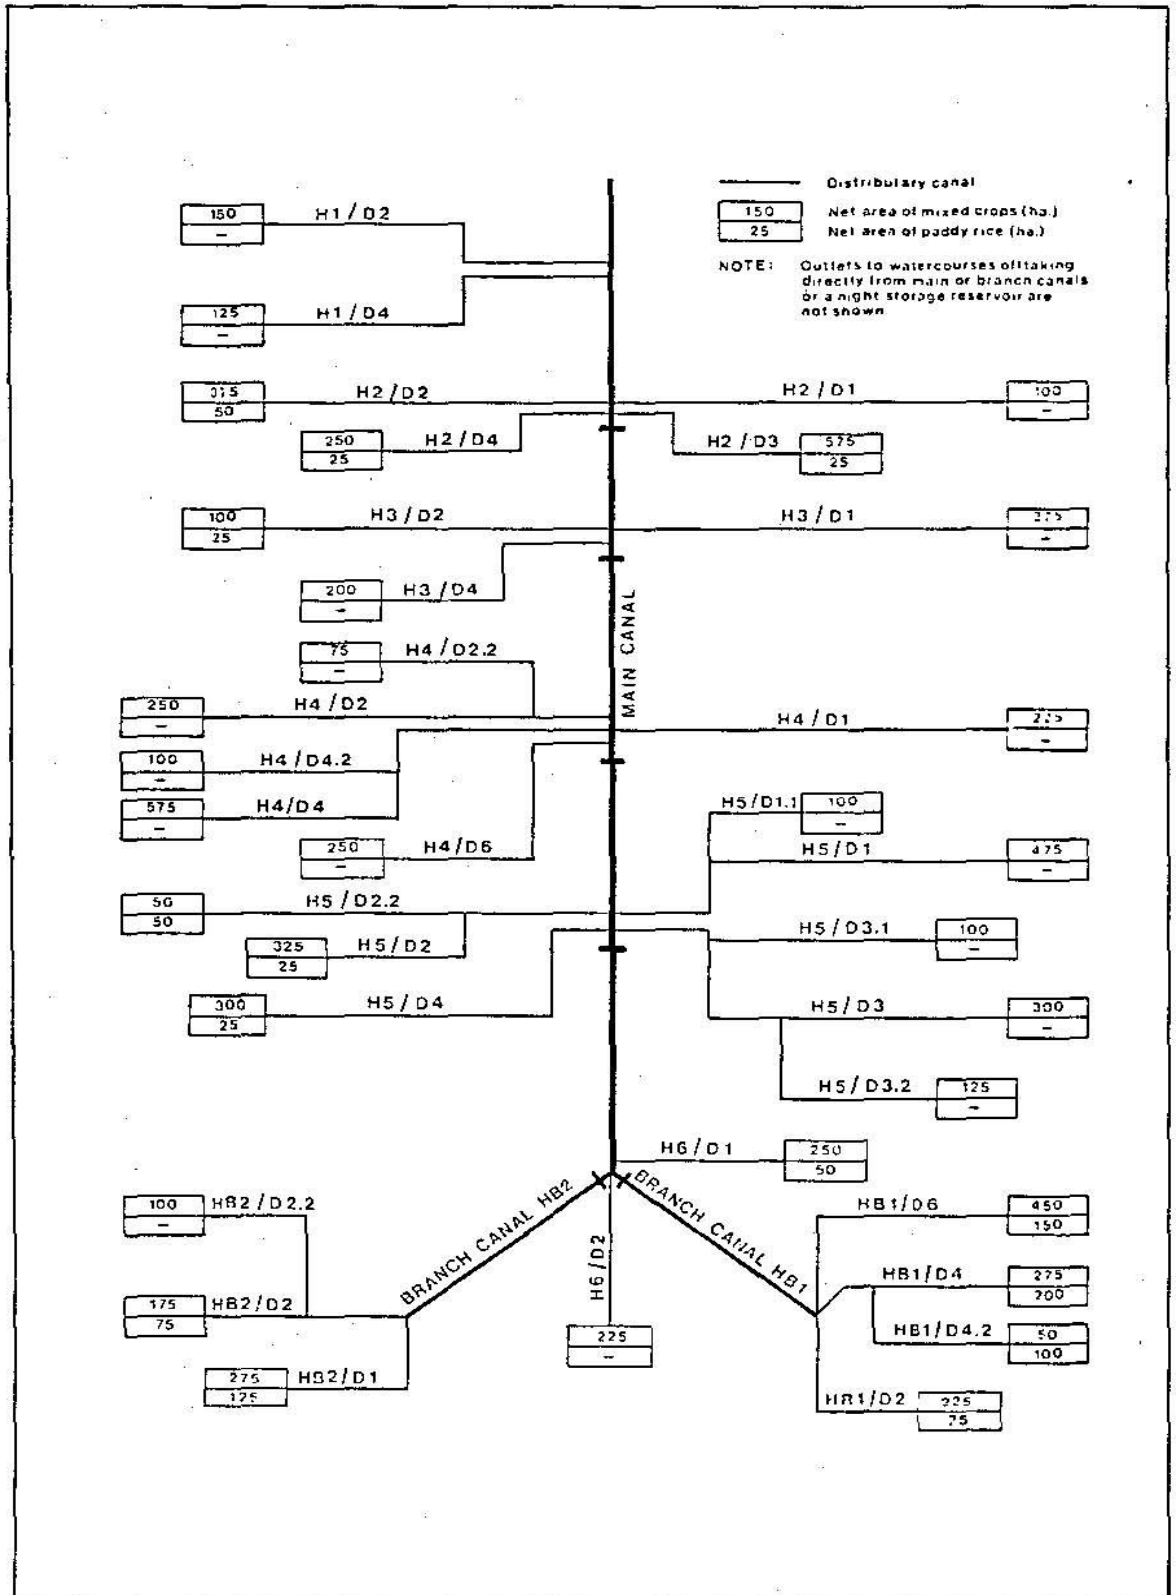 Distributary canal
150 Net area of mixed crops (ha.)
25 Net area of paddy rice (ha.)
NOTE: Outlets to watercourses offtaking
directly from main or branch canals
or a night storage reservoir are
not shown
150
–
H1/D2
125
–
H1/D4
50
H2/D2
H2/D1
–
250
25
H2/D4
H2/D3
575
25
100
25
H3/D2
H3/D1
–
200
–
H3/D4
75
–
H4/D2.2
MAIN CANAL
250
–
H4/D2
H4/D1
–
100
–
H4/D4.2
575
–
H4/D4
250
–
H4/D6
H5/D1.1
100
–
H5/D1
475
–
50
50
H5/D2.2
325
25
H5/D2
H5/D3.1
100
–
300
25
H5/D4
H5/D3
300
–
H5/D3.2
125
–
H6/D1
250
50
100
–
HB2/D2.2
BRANCH CANAL HB2
H6/D2
BRANCH CANAL HB1
HB1/D6
450
150
175
75
HB2/D2
HB1/D4
275
200
HB1/D4.2
50
100
225
–
275
HB2/D1
HB1/D2
75